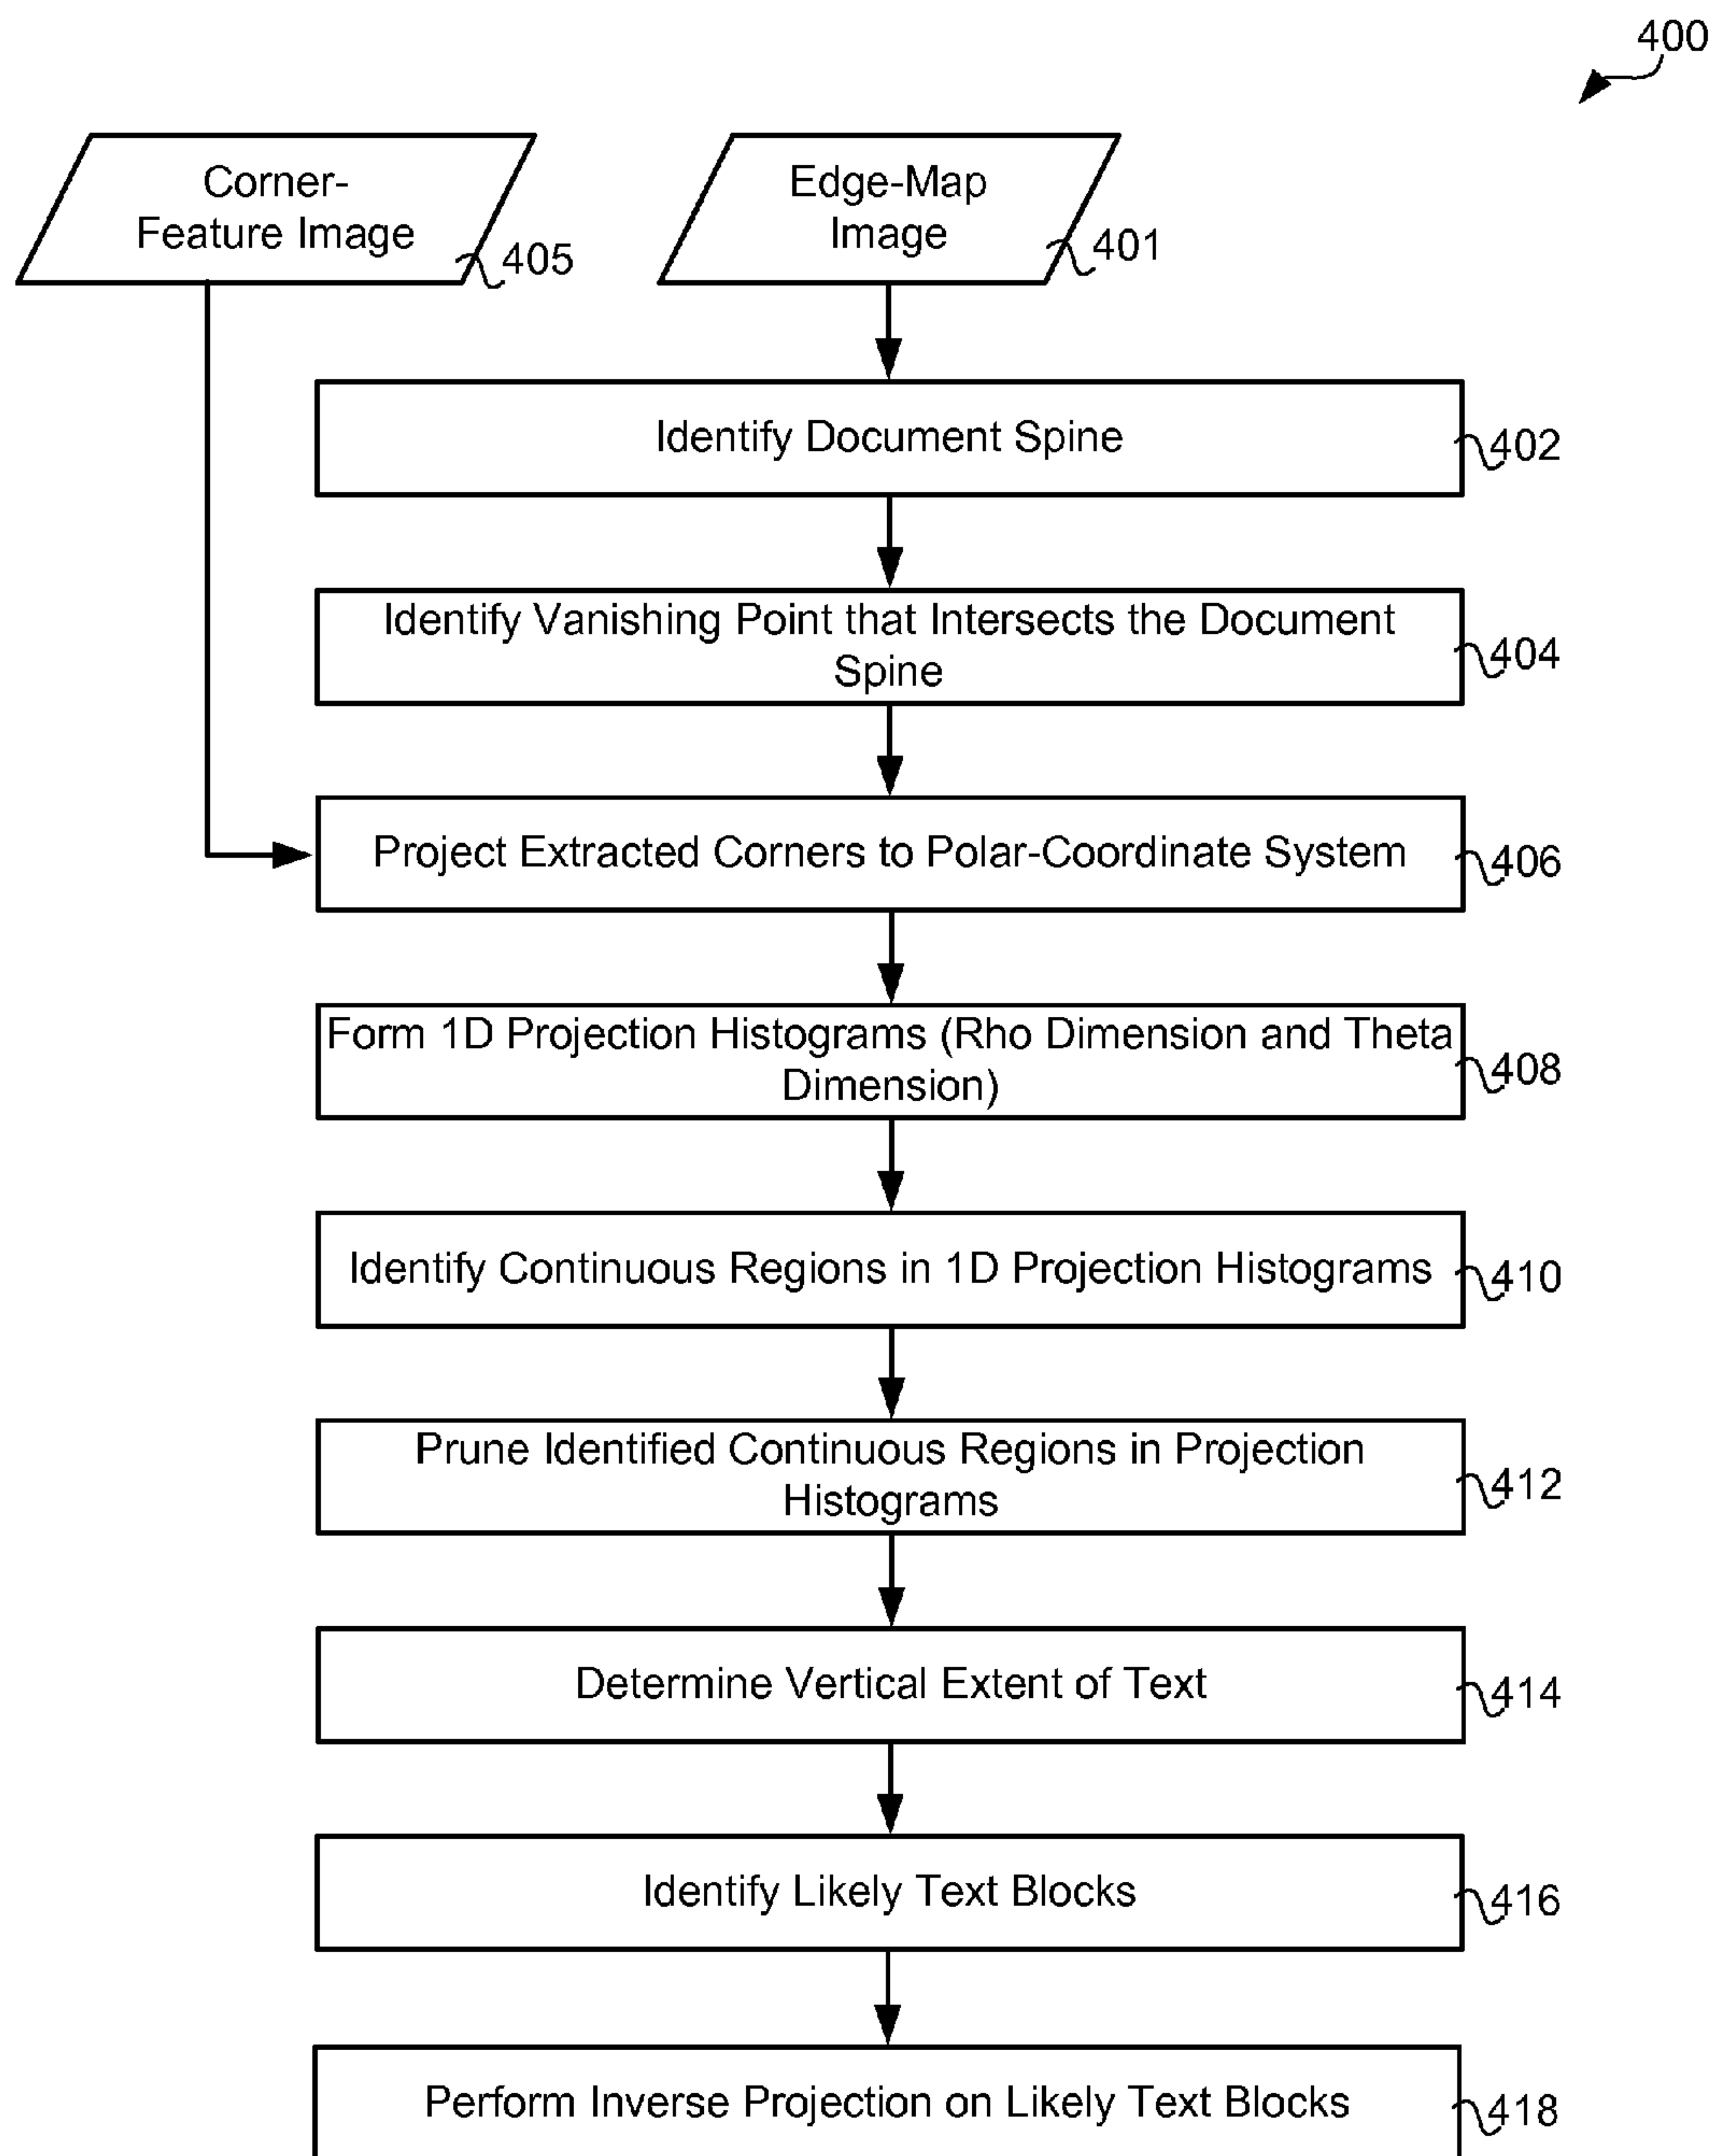 400
Corner-
Feature Image
405
Edge-Map
Image
401
Identify Document Spine
402
Identify Vanishing Point that Intersects the Document
Spine
404
Project Extracted Corners to Polar-Coordinate System
406
Form 1D Projection Histograms (Rho Dimension and Theta
Dimension)
408
Identify Continuous Regions in 1D Projection Histograms
410
Prune Identified Continuous Regions in Projection
Histograms
412
Determine Vertical Extent of Text
414
Identify Likely Text Blocks
416
Perform Inverse Projection on Likely Text Blocks
418